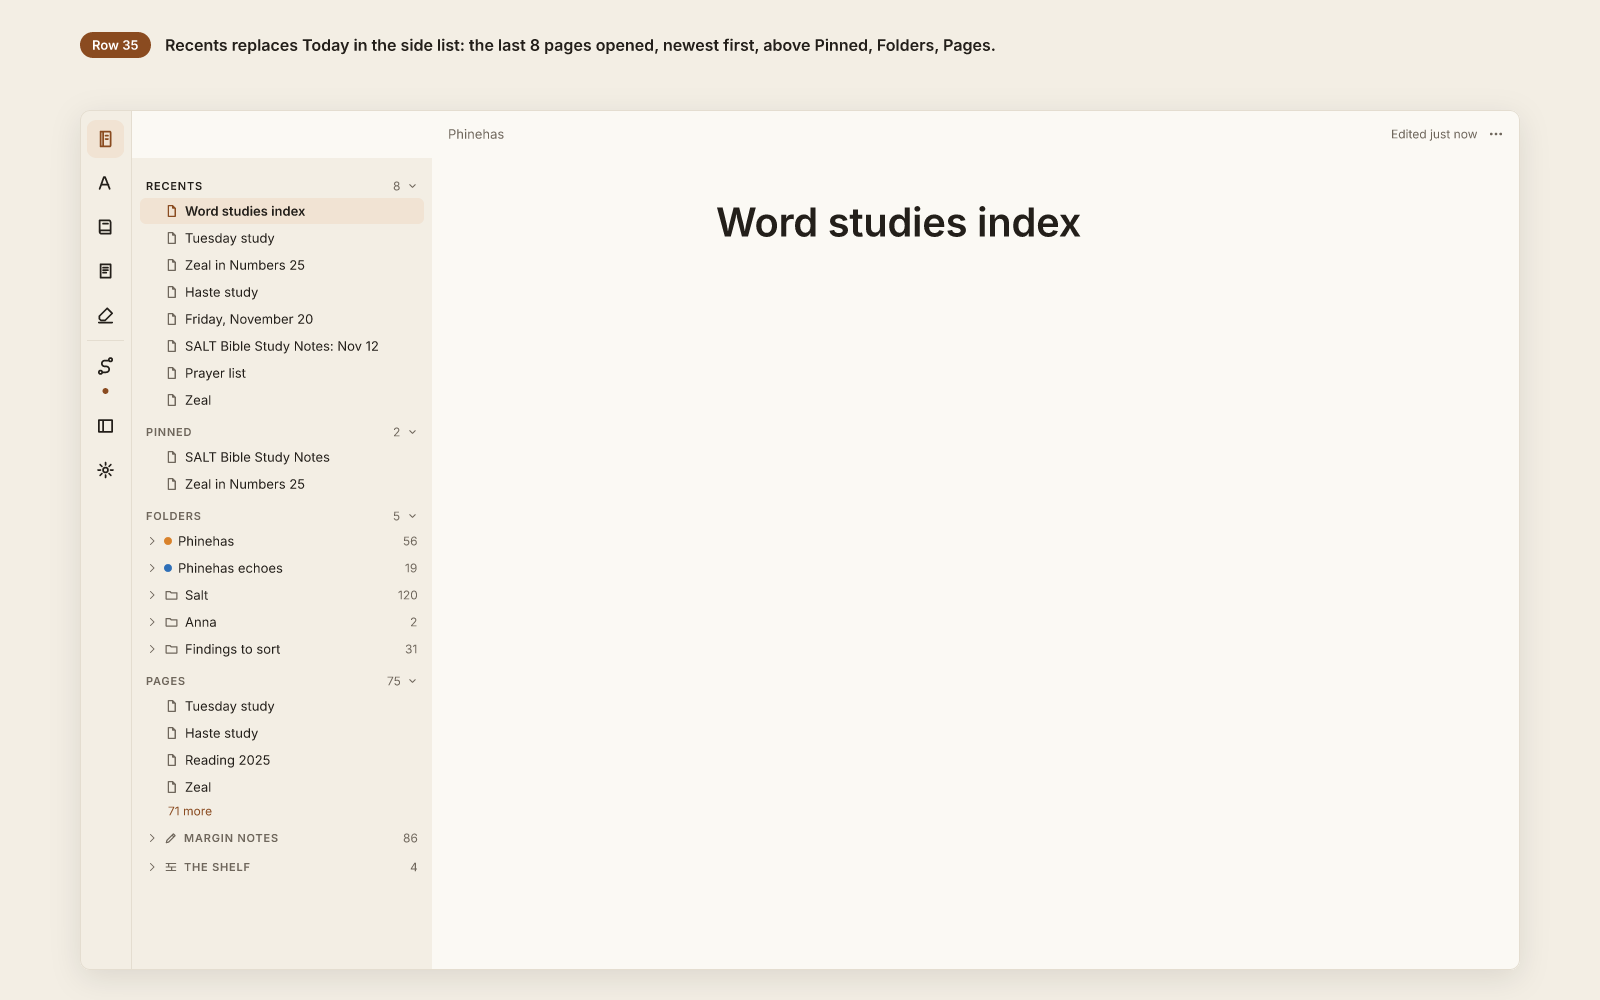 Row 35
Recents replaces Today in the side list: the last 8 pages opened, newest first, above Pinned, Folders, Pages.
Phinehas
Edited just now
RECENTS 8
Word studies index
Tuesday study
Zeal in Numbers 25
Haste study
Friday, November 20
SALT Bible Study Notes: Nov 12
Prayer list
Zeal
PINNED 2
SALT Bible Study Notes
Zeal in Numbers 25
FOLDERS 5
Phinehas 56
Phinehas echoes 19
Salt 120
Anna 2
Findings to sort 31
PAGES 75
Tuesday study
Haste study
Reading 2025
Zeal
71 more
MARGIN NOTES 86
THE SHELF 4
Word studies index